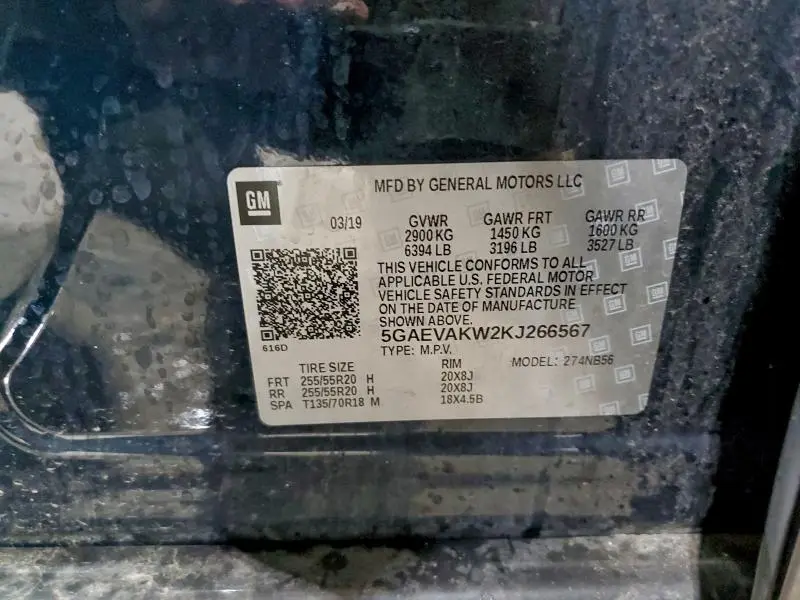 GM
MFD BY GENERAL MOTORS LLC
03/19 GVWR GAWR FRT GAWR RR
2900 KG 1450 KG 1600 KG
6394 LB 3196 LB 3527 LB
THIS VEHICLE CONFORMS TO ALL
APPLICABLE U.S. FEDERAL MOTOR
VEHICLE SAFETY STANDARDS IN EFFECT
ON THE DATE OF MANUFACTURE
SHOWN ABOVE.
5GAEVAKW2KJ266567
616D
TYPE: M.P.V. MODEL: 274NB56
TIRE SIZE RIM
FRT 255/55R20 H 20X8J
RR 255/55R20 H 20X8J
SPA T135/70R18 M 18X4.5B